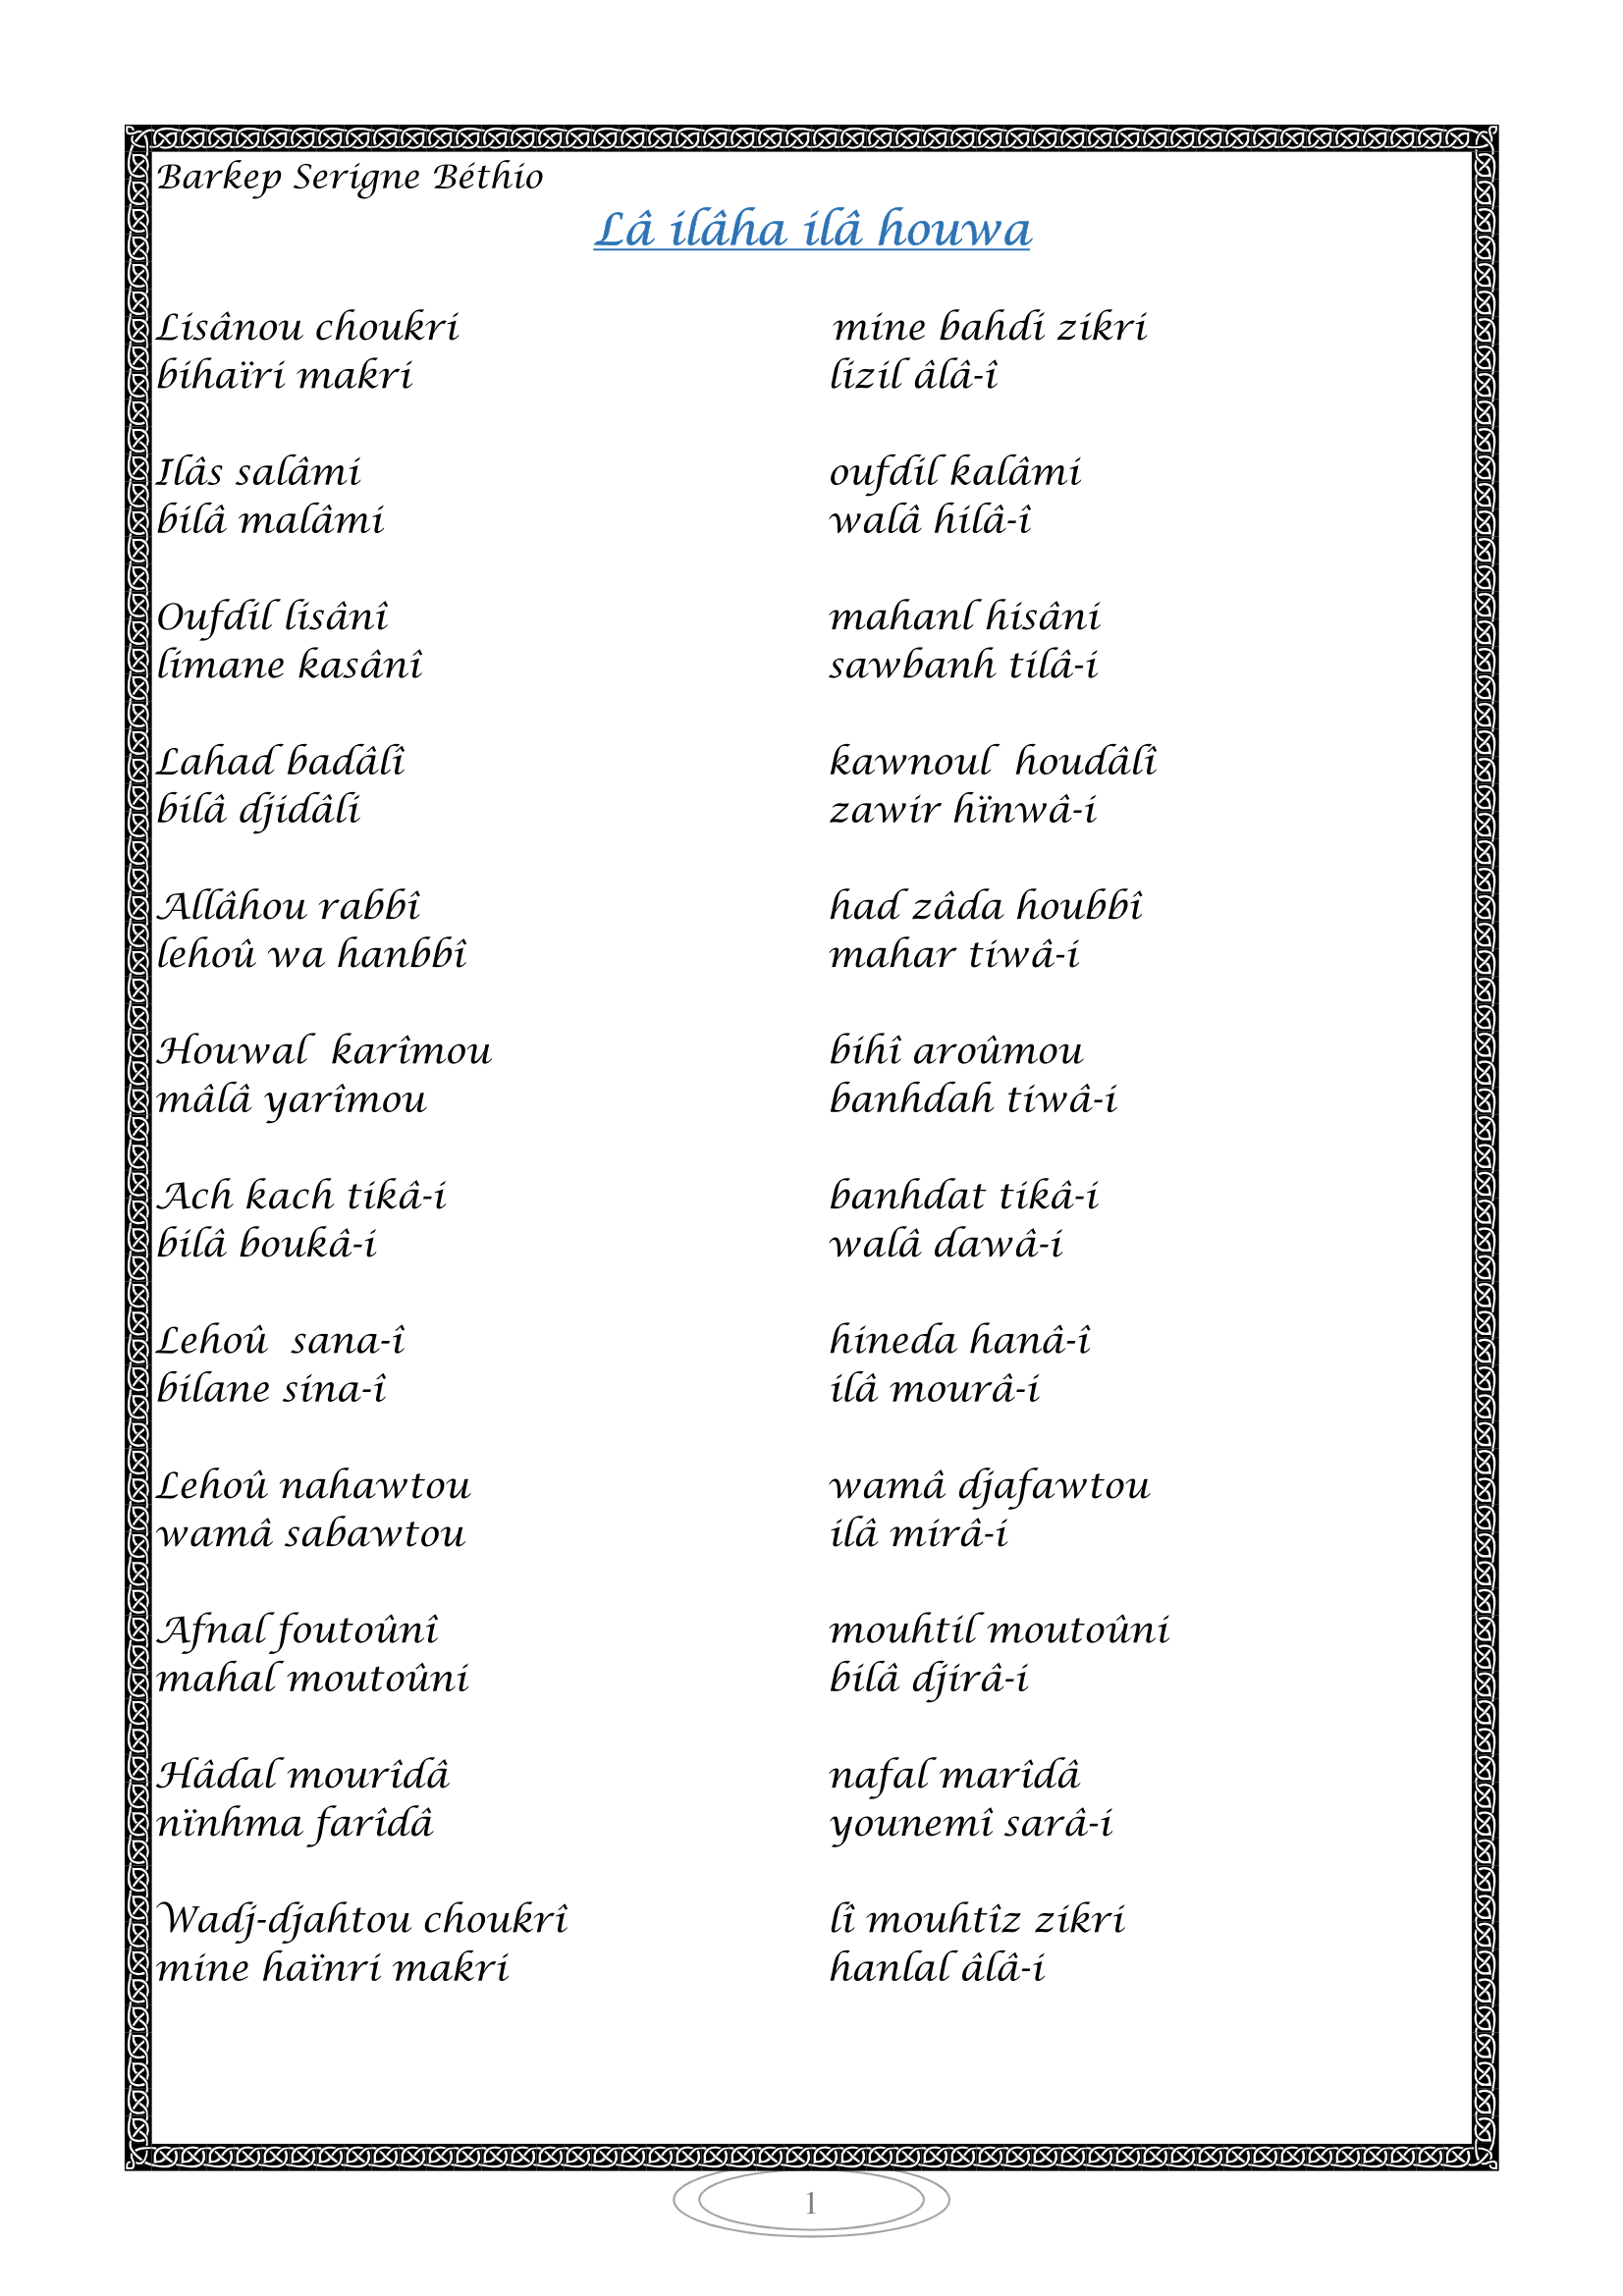 Barkep Serigne Béthio
Lâ ilâha ilâ houwa
Lisânou choukri mine bahdi zikri
bihaïri makri lizil âlâ-î
Ilâs salâmi oufdil kalâmi
bilâ malâmi walâ hilâ-î
Oufdil lisânî mahanl hisâni
limane kasânî sawbanh tilâ-i
Lahad badâlî kawnoul houdâlî
bilâ djidâli zawir hïnwâ-i
Allâhou rabbî had zâda houbbî
lehoû wa hanbbî mahar tiwâ-i
Houwal karîmou bihî aroûmou
mâlâ yarîmou banhdah tiwâ-i
Ach kach tikâ-i banhdat tikâ-i
bilâ boukâ-i walâ dawâ-i
Lehoû sana-î hineda hanâ-î
bilane sina-î ilâ mourâ-i
Lehoû nahawtou wamâ djafawtou
wamâ sabawtou ilâ mirâ-i
Afnal foutoûnî mouhtil moutoûni
mahal moutoûni bilâ djirâ-i
Hâdal mourîdâ nafal marîdâ
nïnhma farîdâ younemî sarâ-i
Wadj-djahtou choukrî lî mouhtîz zikri
mine haïnri makri hanlal âlâ-i
1